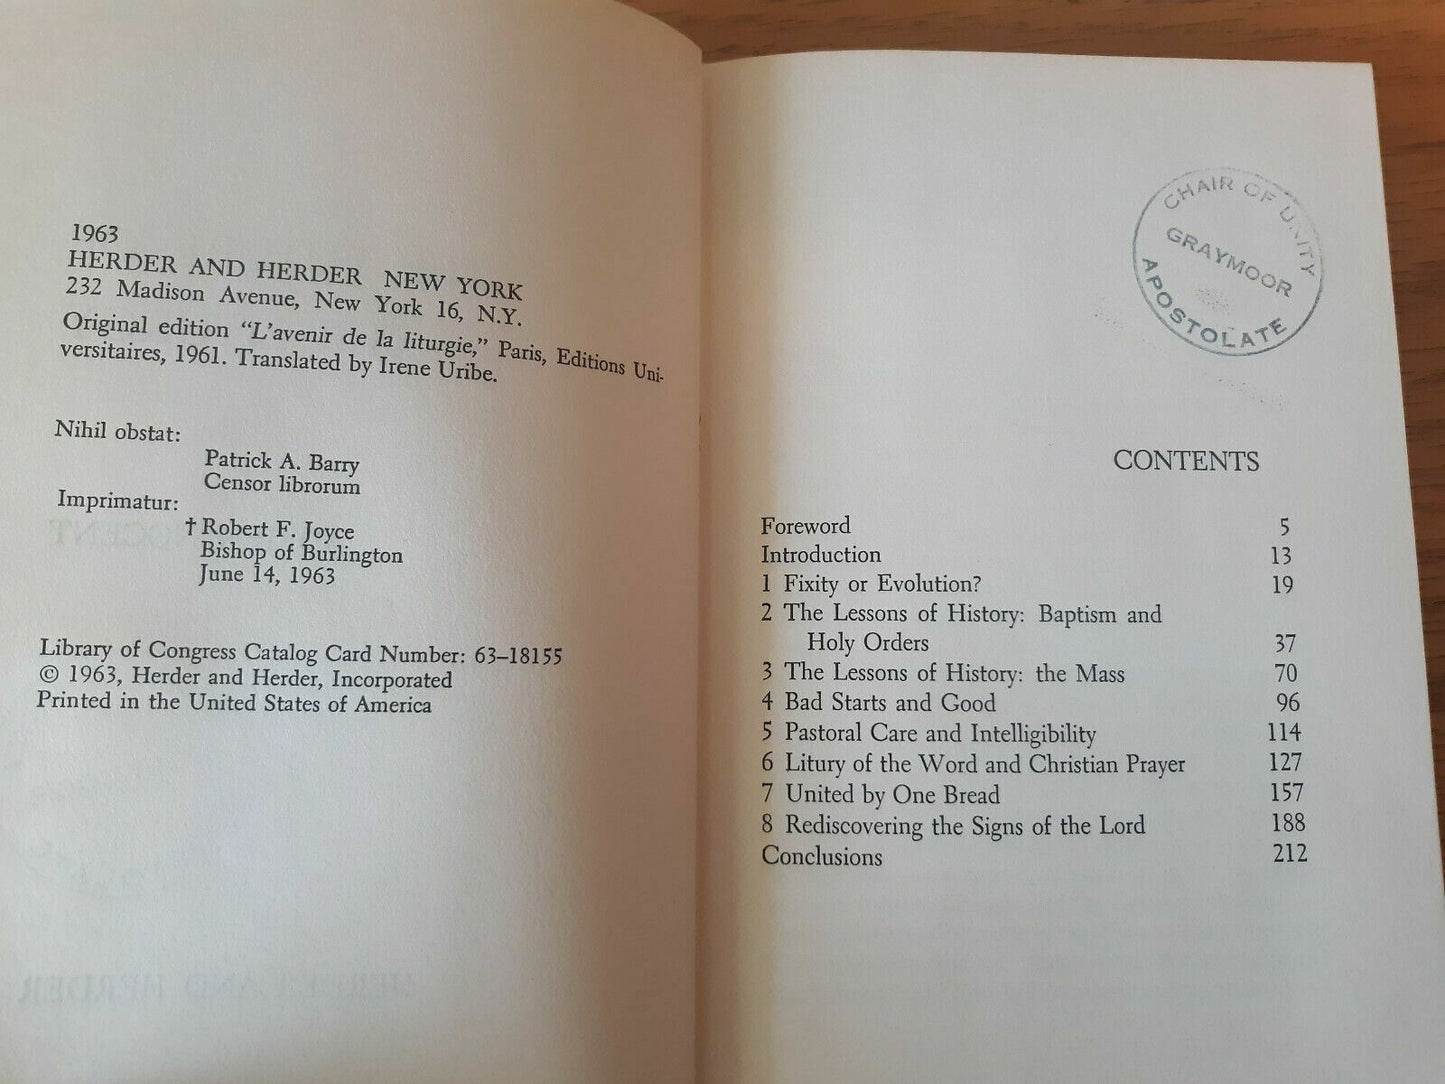 1963
HERDER AND HERDER NEW YORK
232 Madison Avenue, New York 16, N.Y.
Original edition "L'avenir de la liturgie," Paris, Editions Uni-
versitaires, 1961. Translated by Irene Uribe.
Nihil obstat:
Patrick A. Barry
Censor librorum
Imprimatur:
† Robert F. Joyce
Bishop of Burlington
June 14, 1963
Library of Congress Catalog Card Number: 63–18155
© 1963, Herder and Herder, Incorporated
Printed in the United States of America
HERDER AND HERDER
CHAIR OF UNITY
GRAYMOOR
APOSTOLATE
CONTENTS
Foreword 5
Introduction 13
1 Fixity or Evolution? 19
2 The Lessons of History: Baptism and
Holy Orders 37
3 The Lessons of History: the Mass 70
4 Bad Starts and Good 96
5 Pastoral Care and Intelligibility 114
6 Litury of the Word and Christian Prayer 127
7 United by One Bread 157
8 Rediscovering the Signs of the Lord 188
Conclusions 212